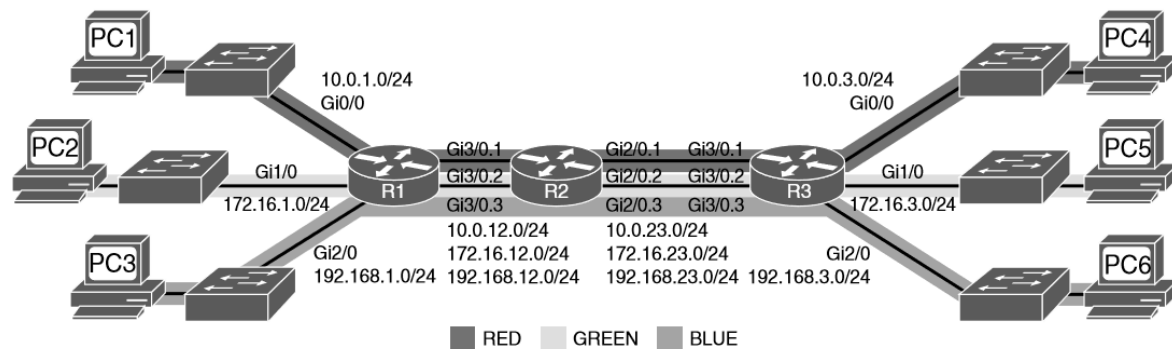 PC1
10.0.1.0/24
Gi0/0
PC2
Gi1/0
172.16.1.0/24
PC3
Gi2/0
192.168.1.0/24
R1
Gi3/0.1
Gi3/0.2
Gi3/0.3
R2
Gi2/0.1 Gi3/0.1
Gi2/0.2 Gi3/0.2
Gi2/0.3 Gi3/0.3
10.0.12.0/24
172.16.12.0/24
192.168.12.0/24
10.0.23.0/24
172.16.23.0/24
192.168.23.0/24
R3
10.0.3.0/24
Gi0/0
PC4
Gi1/0
172.16.3.0/24
PC5
Gi2/0
192.168.3.0/24
PC6
RED GREEN BLUE